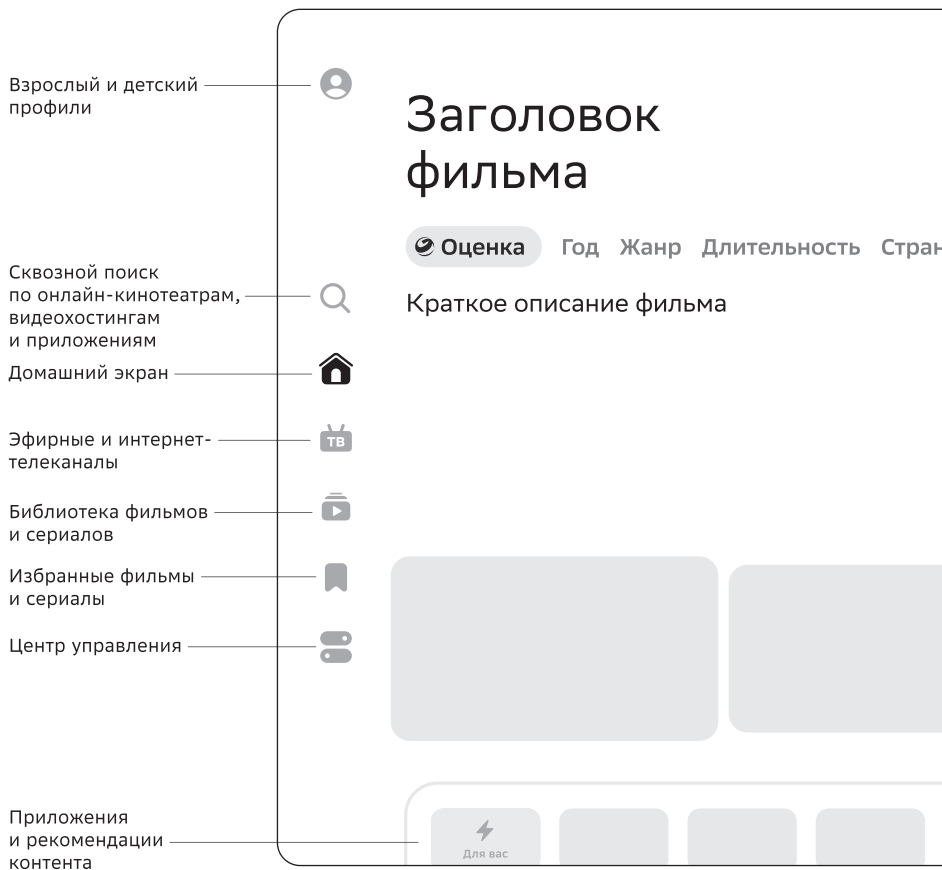 Взрослый и детский
профили
Заголовок
фильма
Оценка Год Жанр Длительность
Сквозной поиск
по онлайн-кинотеатрам,
видеохостингам
и приложениям
Краткое описание фильма
Домашний экран
Эфирные и интернет-
телеканалы
ТВ
Библиотека фильмов
и сериалов
Избранные фильмы
и сериалы
Центр управления
Приложения
и рекомендации
контента
Для вас